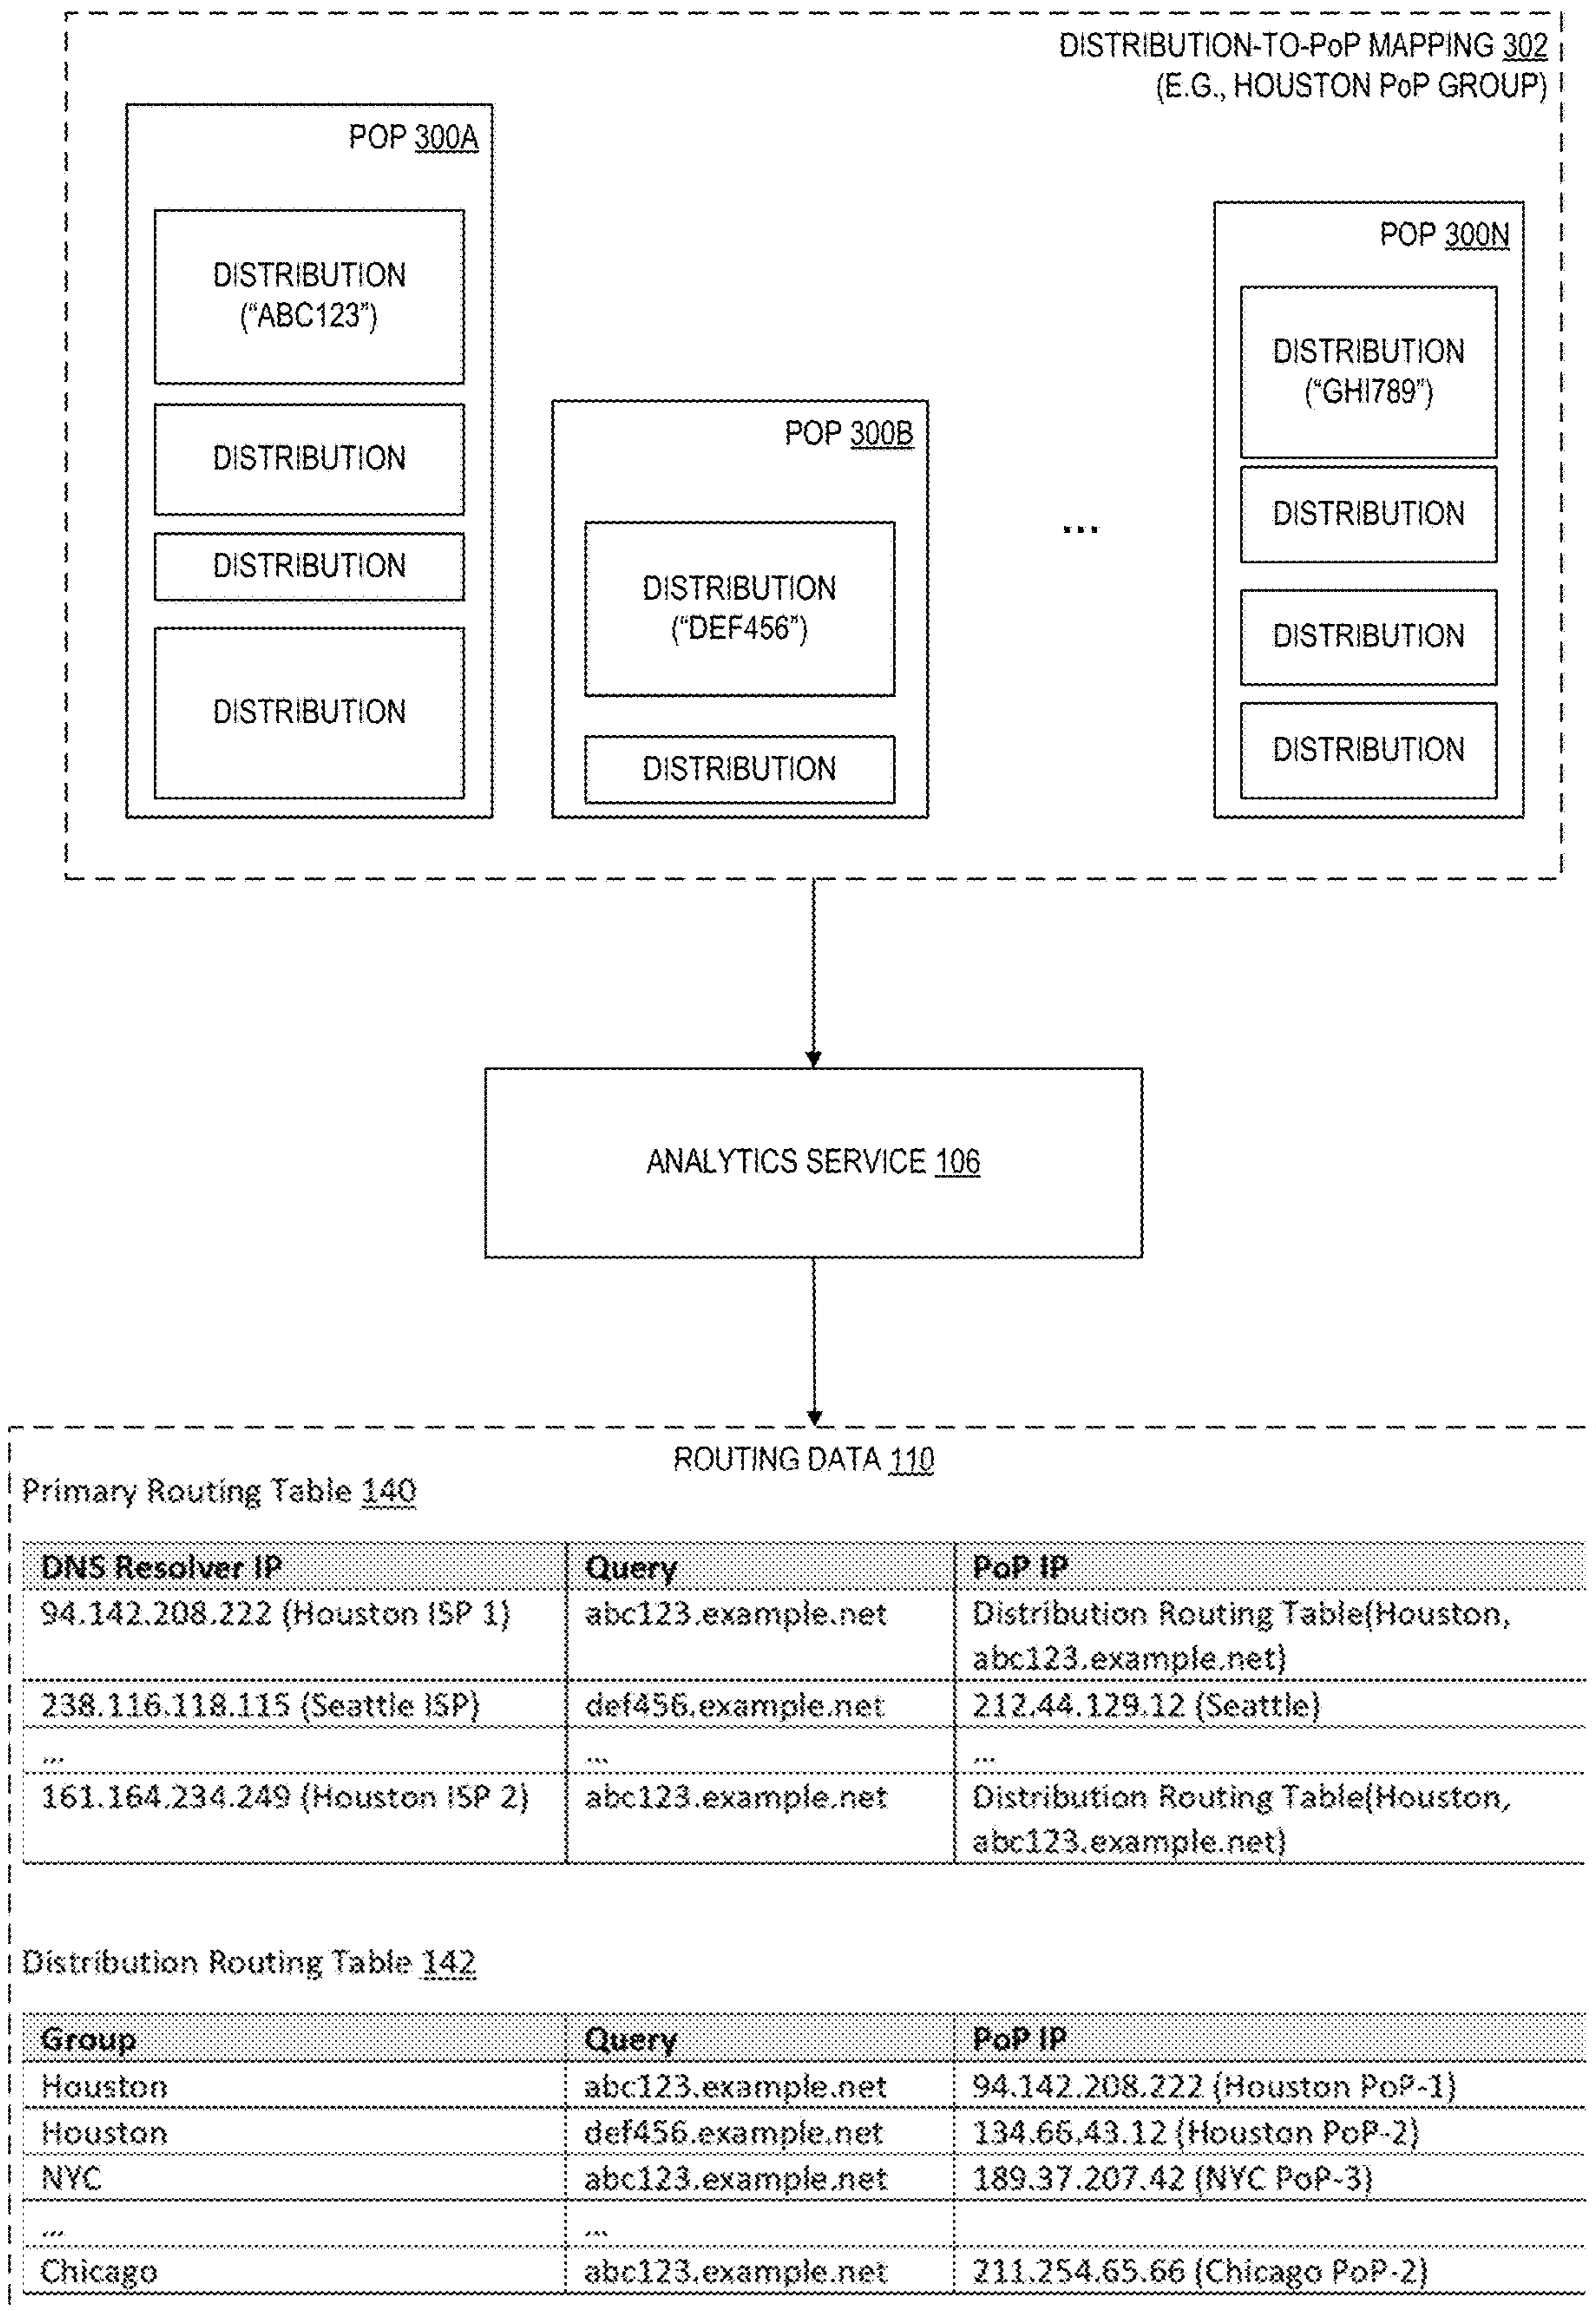 DISTRIBUTION-TO-PoP MAPPING 302
(E.G., HOUSTON PoP GROUP)
POP 300A
DISTRIBUTION
("ABC123")
DISTRIBUTION
DISTRIBUTION
DISTRIBUTION
POP 300B
DISTRIBUTION
("DEF456")
DISTRIBUTION
...
POP 300N
DISTRIBUTION
("GHI789")
DISTRIBUTION
DISTRIBUTION
DISTRIBUTION
ANALYTICS SERVICE 106
ROUTING DATA 110
Primary Routing Table 140
DNS Resolver IP Query PoP IP
94.142.208.222 (Houston ISP 1) abc123.example.net Distribution Routing Table(Houston,
abc123.example.net)
238.116.118.115 (Seattle ISP) def456.example.net 212.44.129.12 (Seattle)
... ... ...
161.164.234.249 (Houston ISP 2) abc123.example.net Distribution Routing Table(Houston,
abc123.example.net)
Distribution Routing Table 142
Group Query PoP IP
Houston abc123.example.net 94.142.208.222 (Houston PoP-1)
Houston def456.example.net 134.66.43.12 (Houston PoP-2)
NYC abc123.example.net 189.37.207.42 (NYC PoP-3)
... ...
Chicago abc123.example.net 211.254.65.66 (Chicago PoP-2)